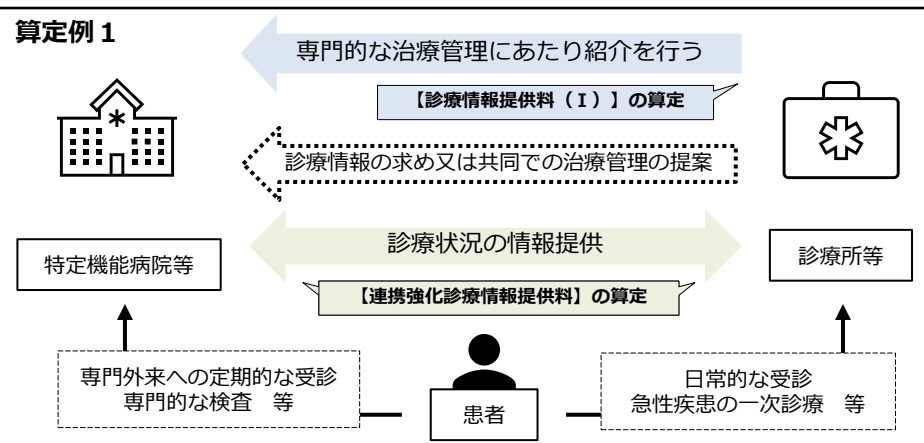 算定例１
専門的な治療管理にあたり紹介を行う
【診療情報提供料（Ⅰ）】の算定
診療情報の求め又は共同での治療管理の提案
診療状況の情報提供
特定機能病院等
診療所等
【連携強化診療情報提供料】の算定
専門外来への定期的な受診
専門的な検査　等
患者
日常的な受診
急性疾患の一次診療　等